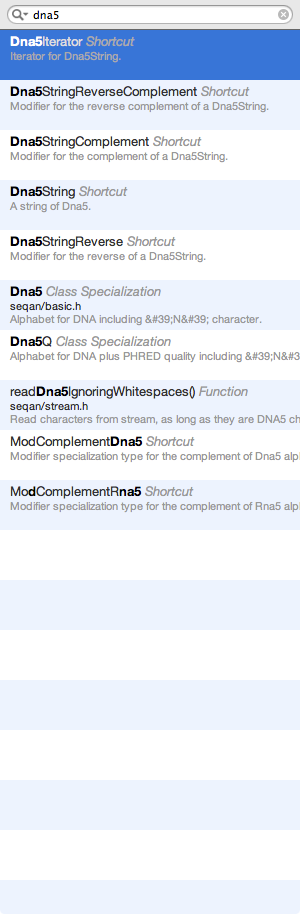 dna5
Dna5Iterator Shortcut
Iterator for Dna5String.
Dna5StringReverseComplement Shortcut
Modifier for the reverse complement of a Dna5String.
Dna5StringComplement Shortcut
Modifier for the complement of a Dna5String.
Dna5String Shortcut
A string of Dna5.
Dna5StringReverse Shortcut
Modifier for the reverse of a Dna5String.
Dna5 Class Specialization
seqan/basic.h
Alphabet for DNA including &#39;N&#39; character.
Dna5Q Class Specialization
Alphabet for DNA plus PHRED quality including &#39;N&#3
readDna5IgnoringWhitespaces() Function
seqan/stream.h
Read characters from stream, as long as they are DNA5 ch
ModComplementDna5 Shortcut
Modifier specialization type for the complement of Dna5 alp
ModComplementRna5 Shortcut
Modifier specialization type for the complement of Rna5 alp